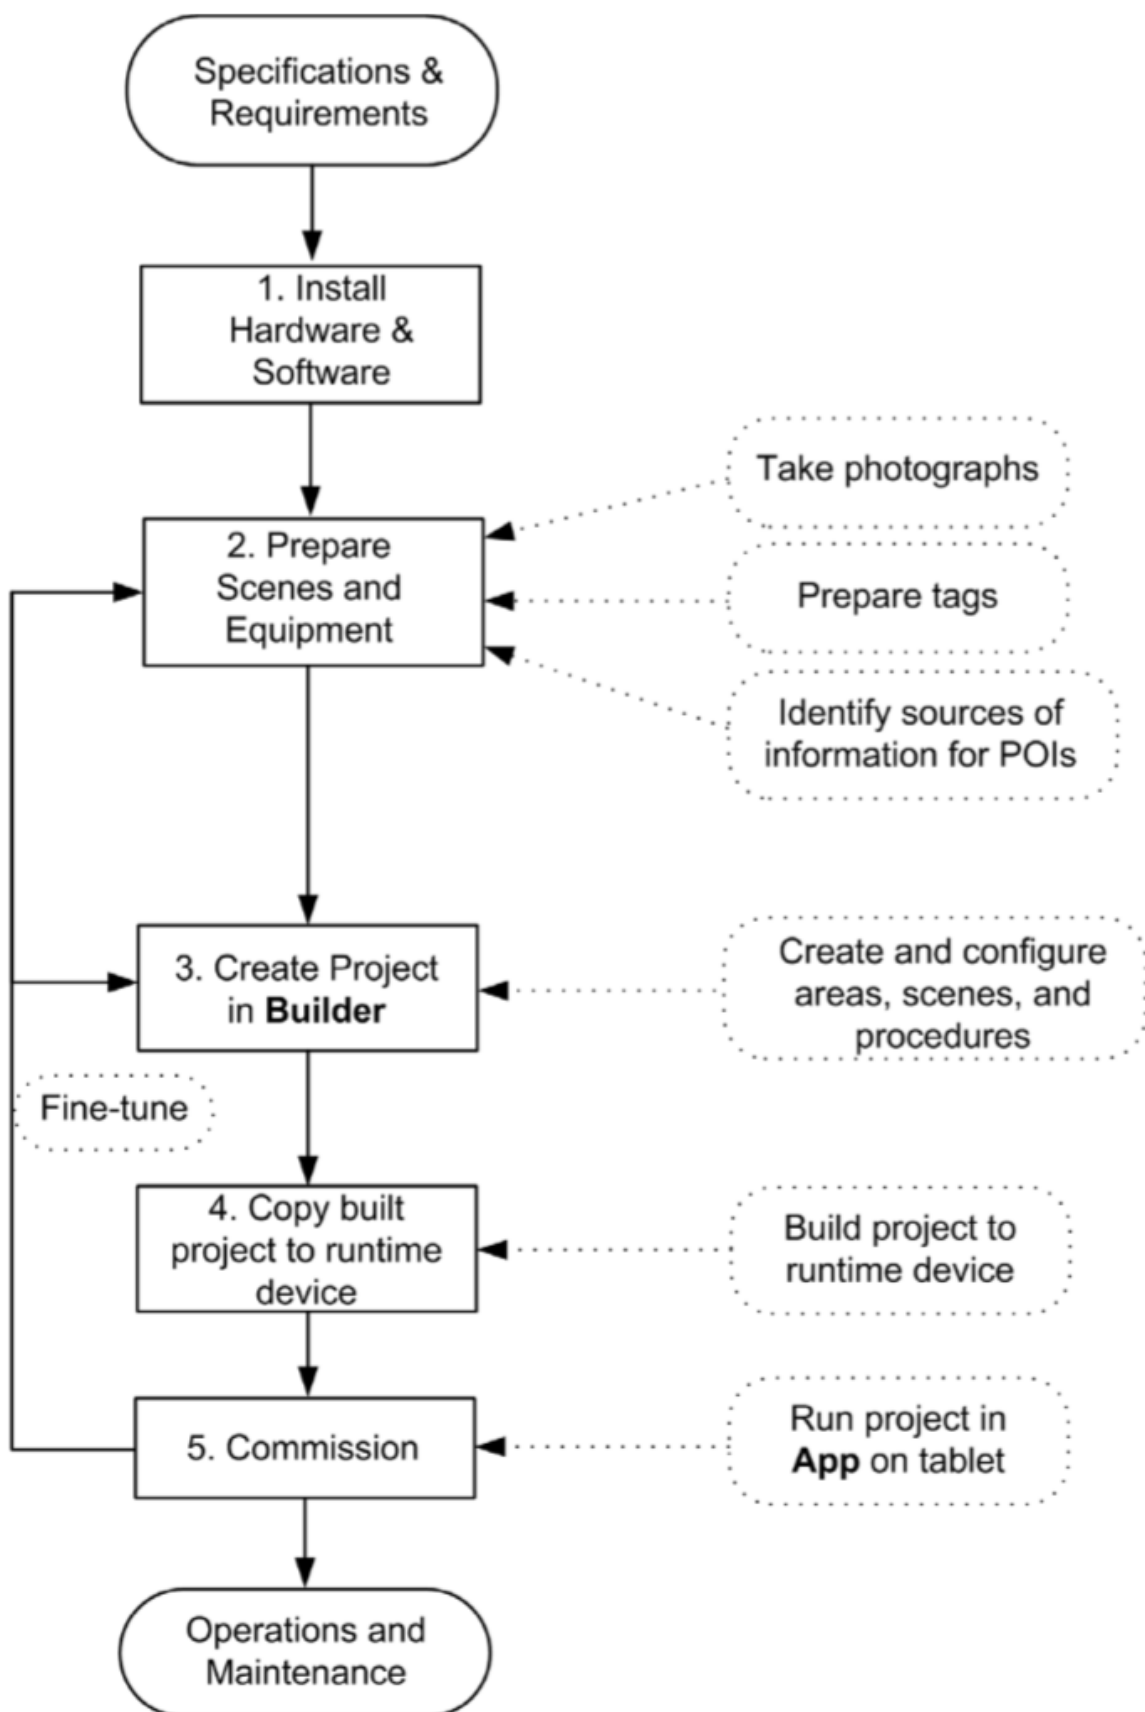 Specifications &
Requirements
1. Install
Hardware &
Software
Take photographs
2. Prepare
Scenes and
Equipment
Prepare tags
Identify sources of
information for POIs
3. Create Project
in Builder
Create and configure
areas, scenes, and
procedures
Fine-tune
4. Copy built
project to runtime
device
Build project to
runtime device
5. Commission
Run project in
App on tablet
Operations and
Maintenance